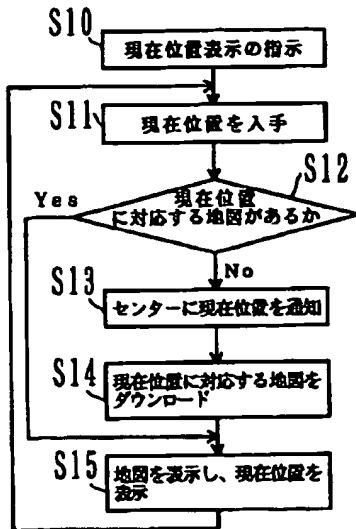 S10
現在位置表示の指示
S11
現在位置を入手
S12
現在位置
に対応する地図があるか
Yes
No
S13
センターに現在位置を通知
S14
現在位置に対応する地図を
ダウンロード
S15
地図を表示し、現在位置を
表示